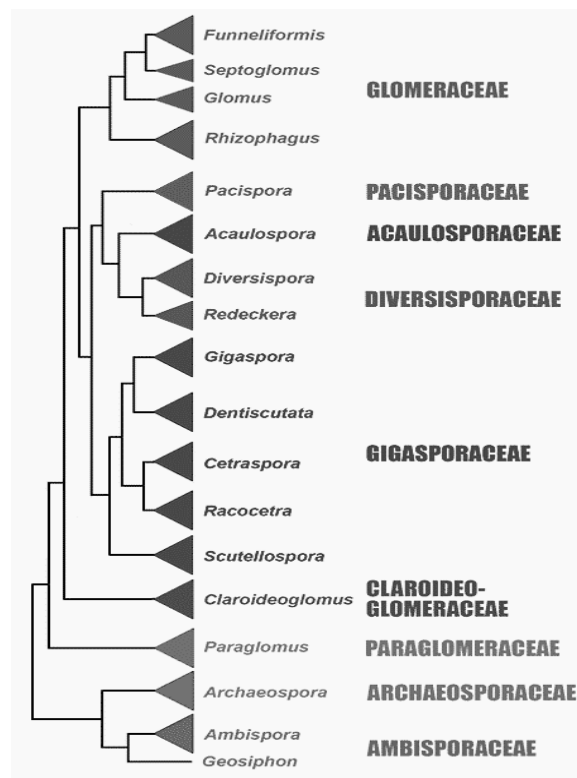 Funneliformis
Septoglomus
Glomus
GLOMERACEAE
Rhizophagus
Pacispora
PACISPORACEAE
Acaulospora
ACAULOSPORACEAE
Diversispora
DIVERSISPORACEAE
Redeckera
Gigaspora
Dentiscutata
GIGASPORACEAE
Cetraspora
Racocetra
Scutellospora
Claroideoglomus
CLAROIDEO-
GLOMERACEAE
Paraglomus
PARAGLOMERACEAE
Archaeospora
ARCHAEOSPORACEAE
Ambispora
AMBISPORACEAE
Geosiphon